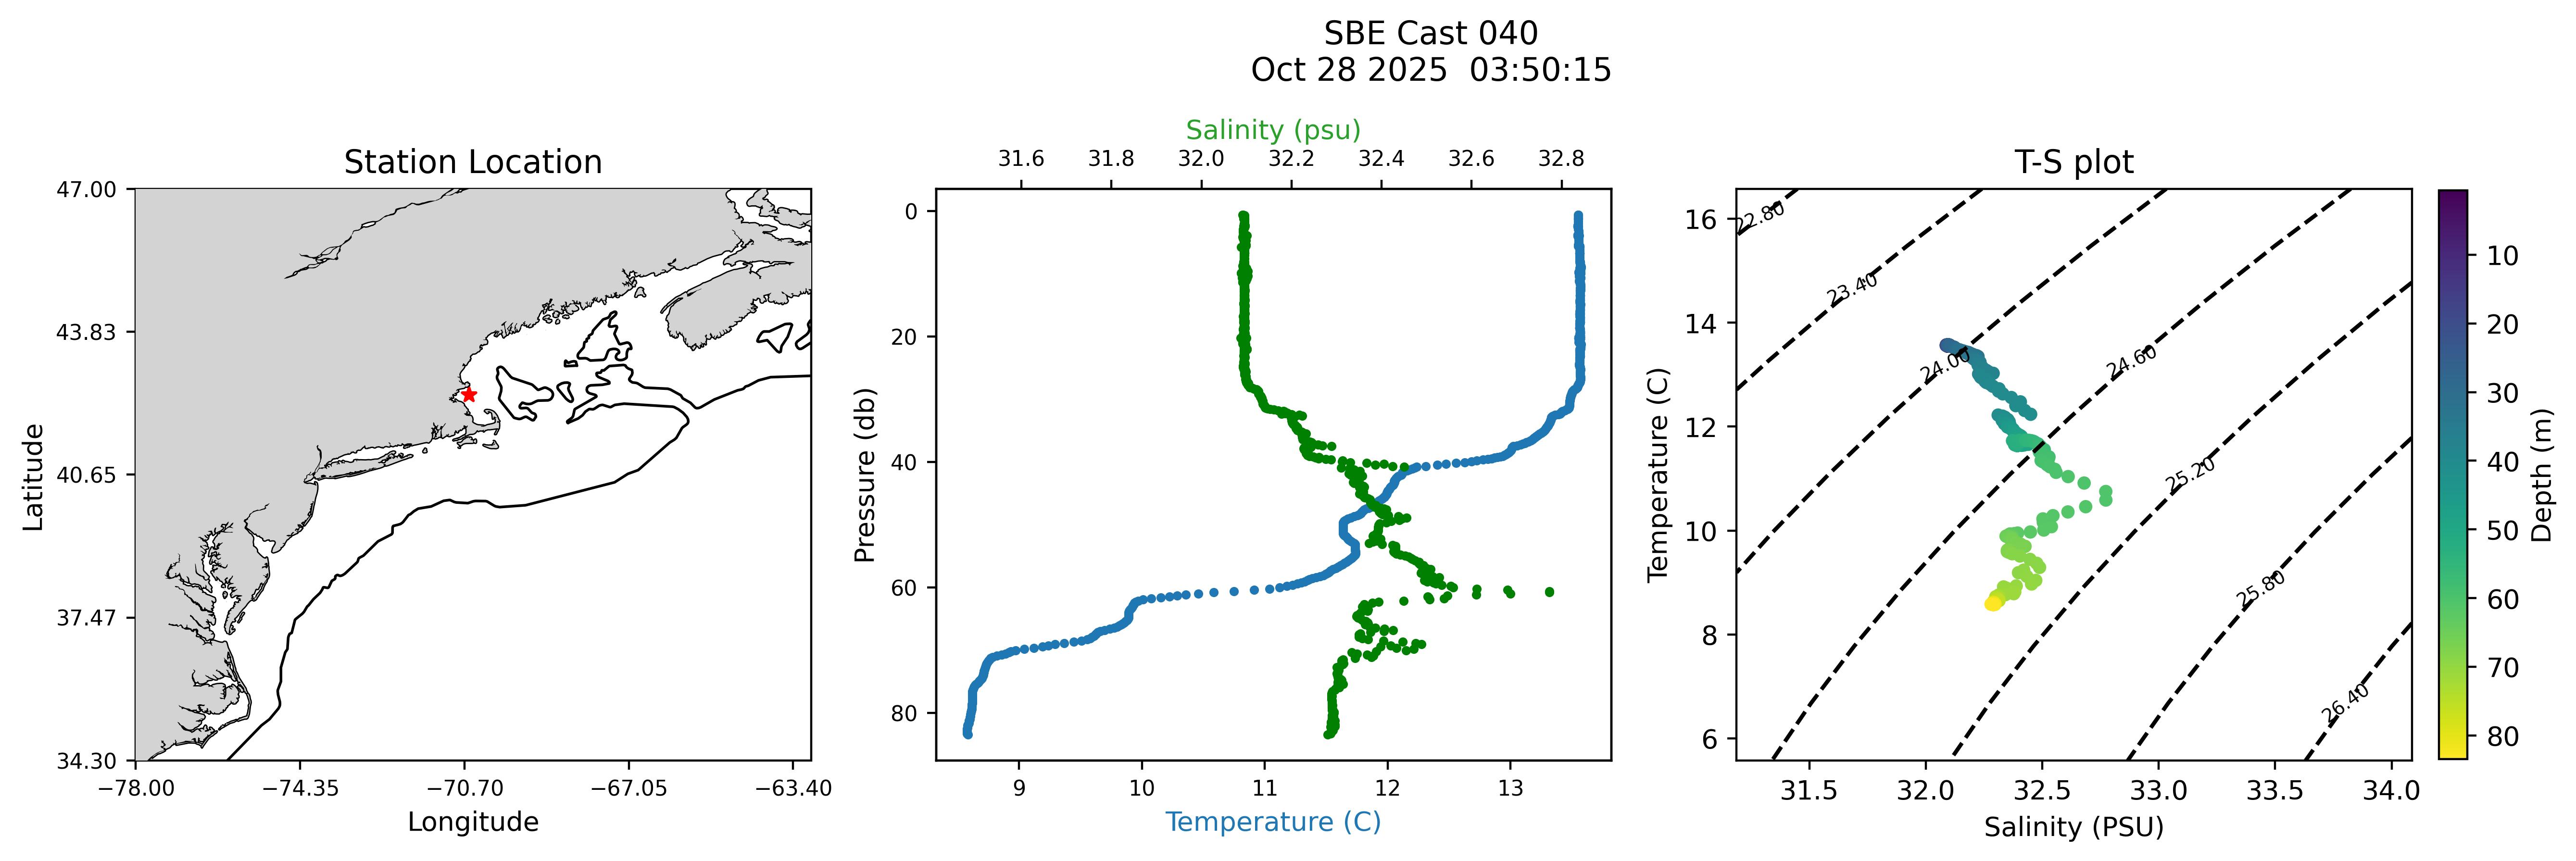 SBE Cast 040
Oct 28 2025  03:50:15
Station Location
47.00
43.83
40.65
37.47
34.30
Latitude
−78.00 −74.35 −70.70 −67.05 −63.40
Longitude
Salinity (psu)
31.6 31.8 32.0 32.2 32.4 32.6 32.8
0
20
40
60
80
Pressure (db)
9 10 11 12 13
Temperature (C)
T-S plot
16
14
12
10
8
6
Temperature (C)
22.80
23.40
24.00
24.60
25.20
25.80
26.40
31.5 32.0 32.5 33.0 33.5 34.0
Salinity (PSU)
10
20
30
40
50
60
70
80
Depth (m)